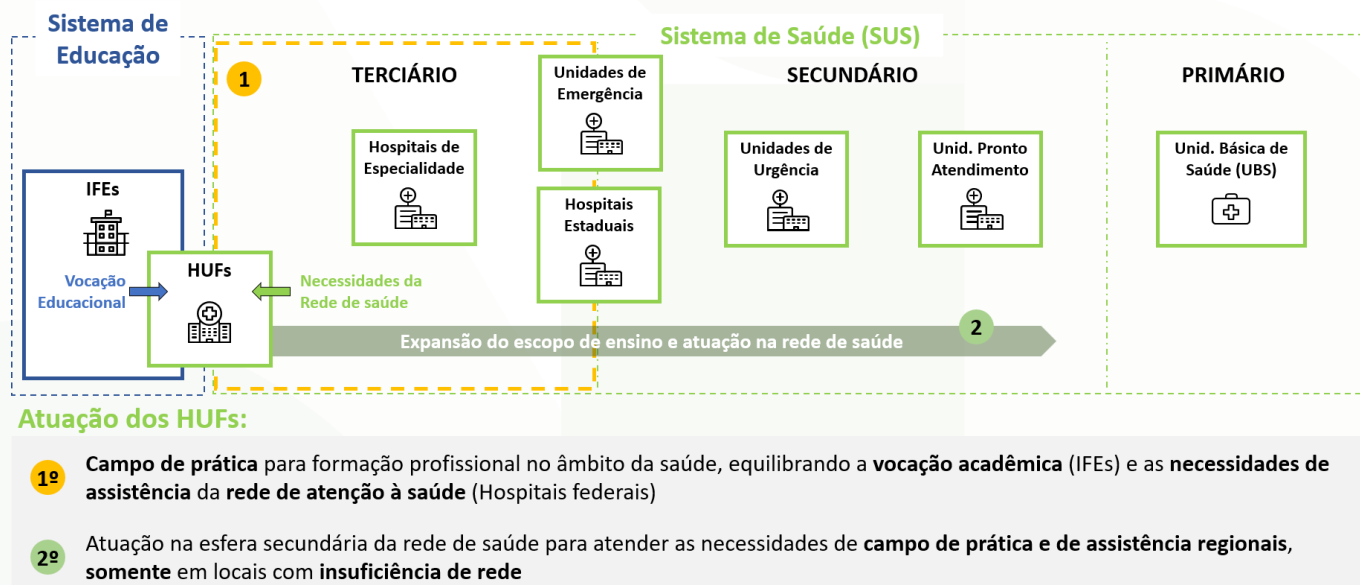 Sistema de
Educação
Sistema de Saúde (SUS)
1
TERCIÁRIO
SECUNDÁRIO
PRIMÁRIO
Unidades de
Emergência
Hospitais de
Especialidade
Unidades de
Urgência
Unid. Pronto
Atendimento
Unid. Básica de
Saúde (UBS)
IFEs
Hospitais
Estaduais
HUFs
Vocação
Educacional
Necessidades da
Rede de saúde
2
Expansão do escopo de ensino e atuação na rede de saúde
Atuação dos HUFs:
1º
Campo de prática para formação profissional no âmbito da saúde, equilibrando a vocação acadêmica (IFEs) e as necessidades de
assistência da rede de atenção à saúde (Hospitais federais)
2º
Atuação na esfera secundária da rede de saúde para atender as necessidades de campo de prática e de assistência regionais,
somente em locais com insuficiência de rede